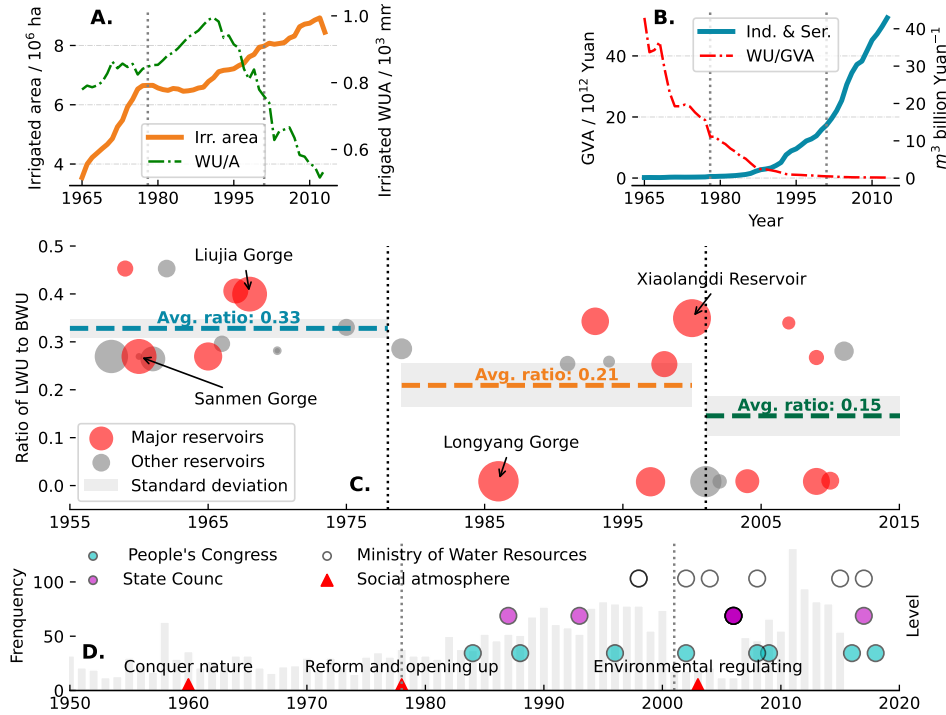 A.
Irrigated area / 10⁶ ha
8
6
4
1965
1980
1995
2010
1.0
0.8
0.6
Irrigated WUA / 10³ mm
Irr. area
WU/A
B.
GVA / 10¹² Yuan
40
20
0
1965
1980
1995
2010
Year
40
30
20
10
0
m³ billion Yuan⁻¹
Ind. & Ser.
WU/GVA
Ratio of LWU to BWU
0.5
0.4
0.3
0.2
0.1
0.0
Liujia Gorge
Xiaolangdi Reservoir
Avg. ratio: 0.33
Avg. ratio: 0.21
Sanmen Gorge
Avg. ratio: 0.15
Longyang Gorge
Major reservoirs
Other reservoirs
Standard deviation
C.
1955
1965
1975
1985
1995
2005
2015
People's Congress
State Counc
Ministry of Water Resources
Social atmosphere
Frenquency
100
50
0
Level
D.
Conquer nature
Reform and opening up
Environmental regulating
1950
1960
1970
1980
1990
2000
2010
2020